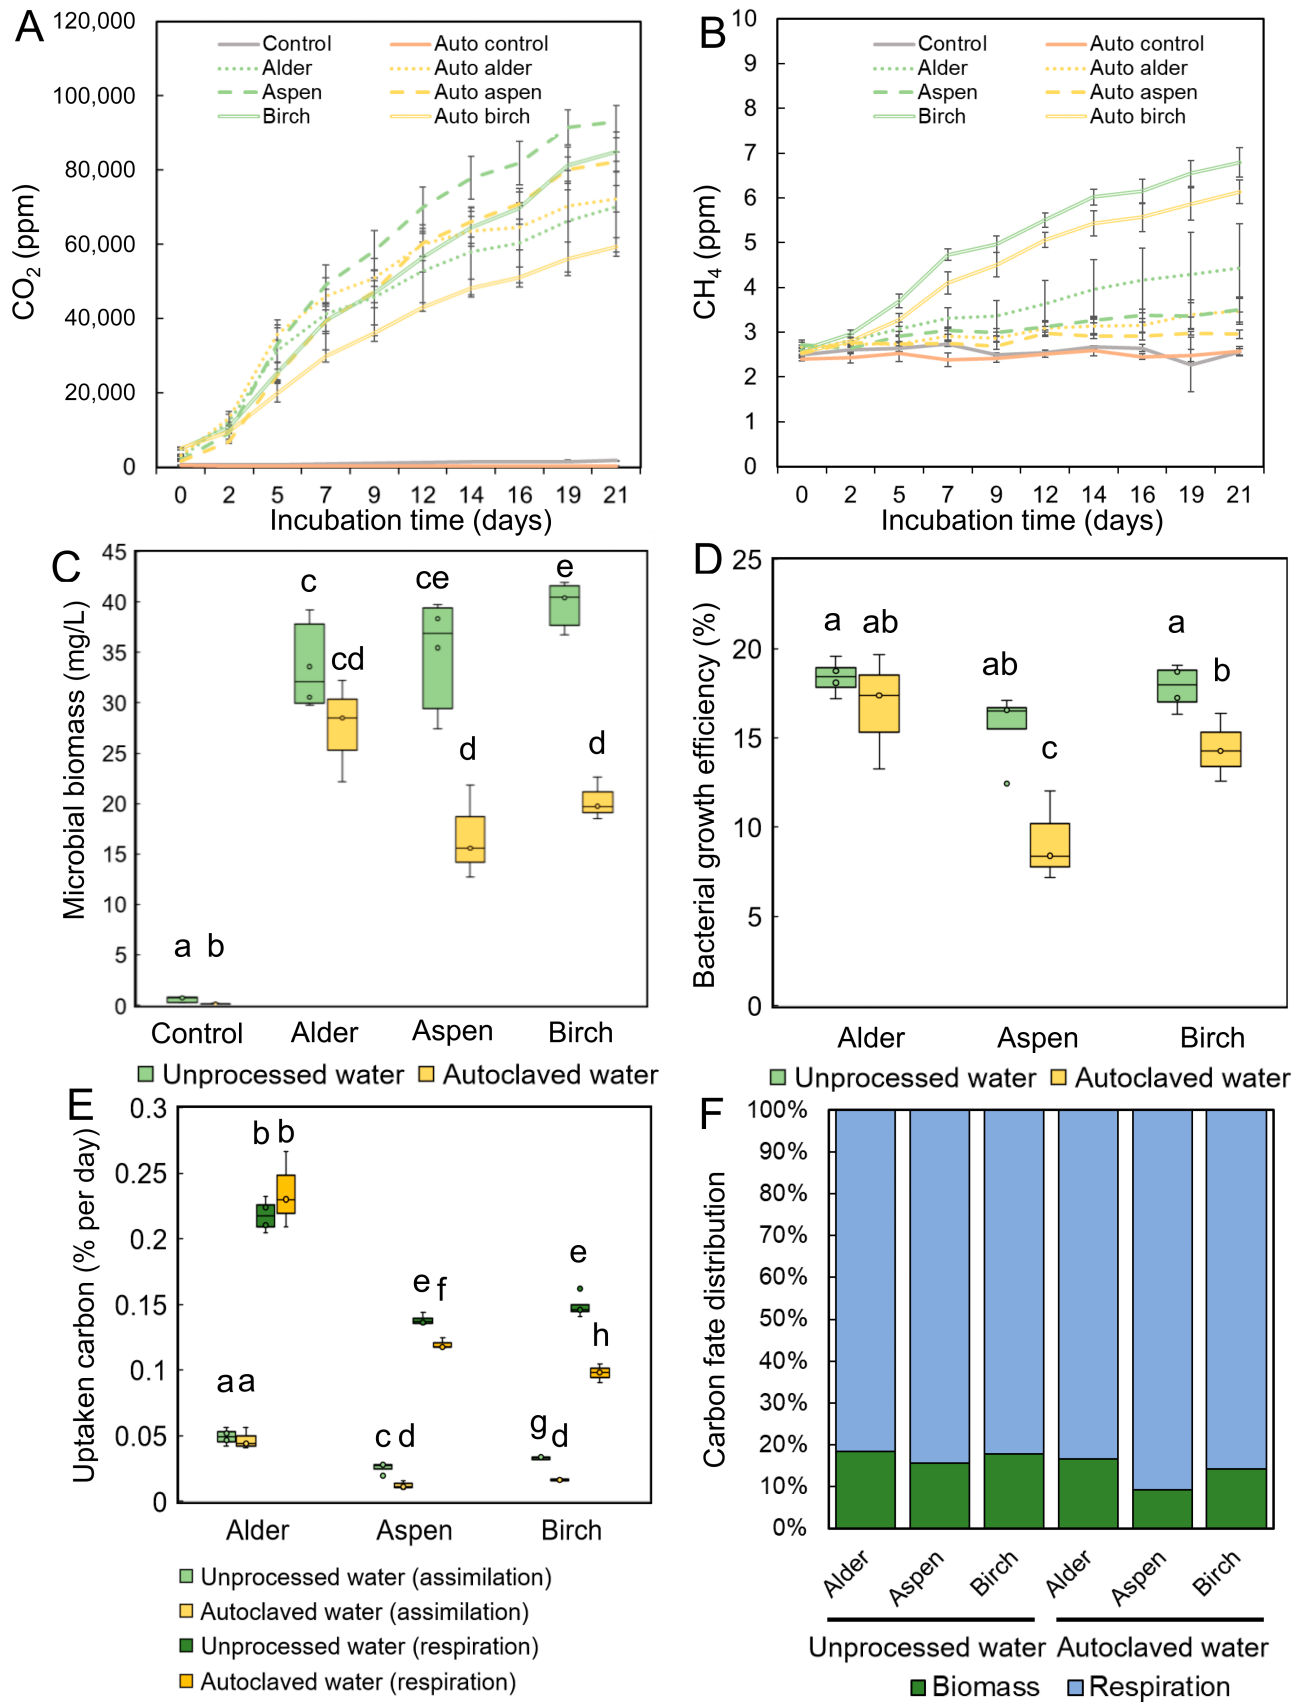 A
120,000
100,000
80,000
60,000
40,000
20,000
0
CO2 (ppm)
Control Auto control
Alder Auto alder
Aspen Auto aspen
Birch Auto birch
0 2 5 7 9 12 14 16 19 21
Incubation time (days)
B
10
9
8
7
6
5
4
3
2
1
0
CH4 (ppm)
Control Auto control
Alder Auto alder
Aspen Auto aspen
Birch Auto birch
0 2 5 7 9 12 14 16 19 21
Incubation time (days)
C
45
40
35
30
25
20
15
10
5
0
Microbial biomass (mg/L)
a b c cd ce d e d
Control Alder Aspen Birch
Unprocessed water Autoclaved water
D
25
20
15
10
5
0
Bacterial growth efficiency (%)
a ab ab c a b
Alder Aspen Birch
Unprocessed water Autoclaved water
E
0.3
0.25
0.2
0.15
0.1
0.05
0
Uptaken carbon (% per day)
a a b b c d e f g d e h
Alder Aspen Birch
Unprocessed water (assimilation)
Autoclaved water (assimilation)
Unprocessed water (respiration)
Autoclaved water (respiration)
F
100%
90%
80%
70%
60%
50%
40%
30%
20%
10%
0%
Carbon fate distribution
Alder Aspen Birch Alder Aspen Birch
Unprocessed water Autoclaved water
Biomass Respiration